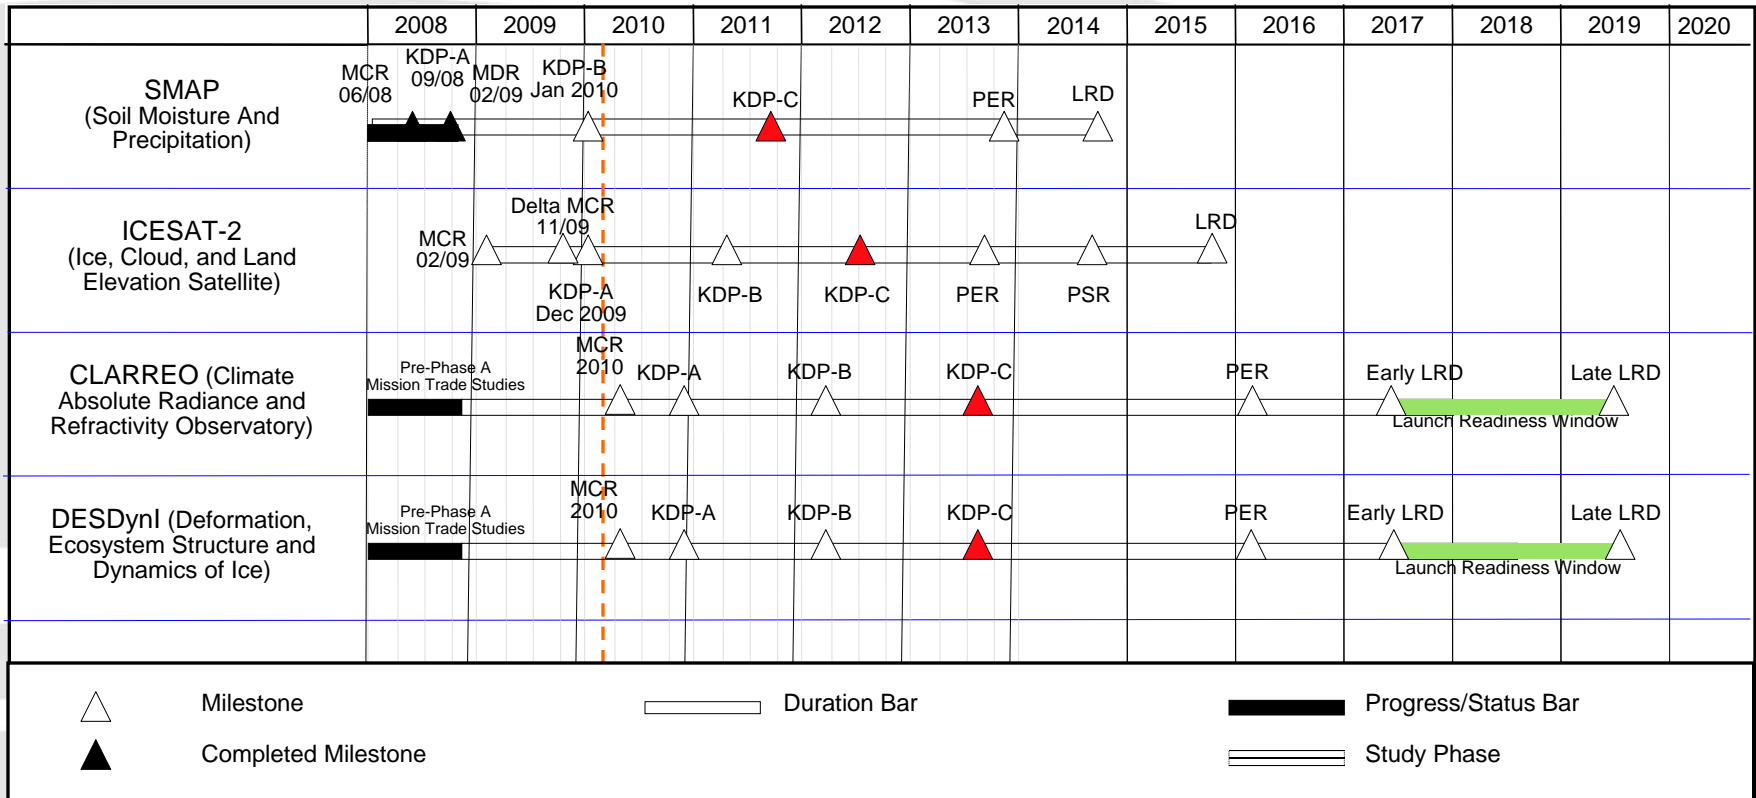 2008 2009 2010 2011 2012 2013 2014 2015 2016 2017 2018 2019 2020
SMAP
(Soil Moisture And
Precipitation)
MCR
06/08
KDP-A
09/08
MDR
02/09
KDP-B
Jan 2010
KDP-C
PER
LRD
ICESAT-2
(Ice, Cloud, and Land
Elevation Satellite)
MCR
02/09
Delta MCR
11/09
KDP-A
Dec 2009
KDP-B
KDP-C
PER
PSR
LRD
CLARREO (Climate
Absolute Radiance and
Refractivity Observatory)
Pre-Phase A
Mission Trade Studies
MCR
2010
KDP-A
KDP-B
KDP-C
PER
Early LRD
Late LRD
Launch Readiness Window
DESDynI (Deformation,
Ecosystem Structure and
Dynamics of Ice)
Pre-Phase A
Mission Trade Studies
MCR
2010
KDP-A
KDP-B
KDP-C
PER
Early LRD
Late LRD
Launch Readiness Window
Milestone
Duration Bar
Progress/Status Bar
Completed Milestone
Study Phase